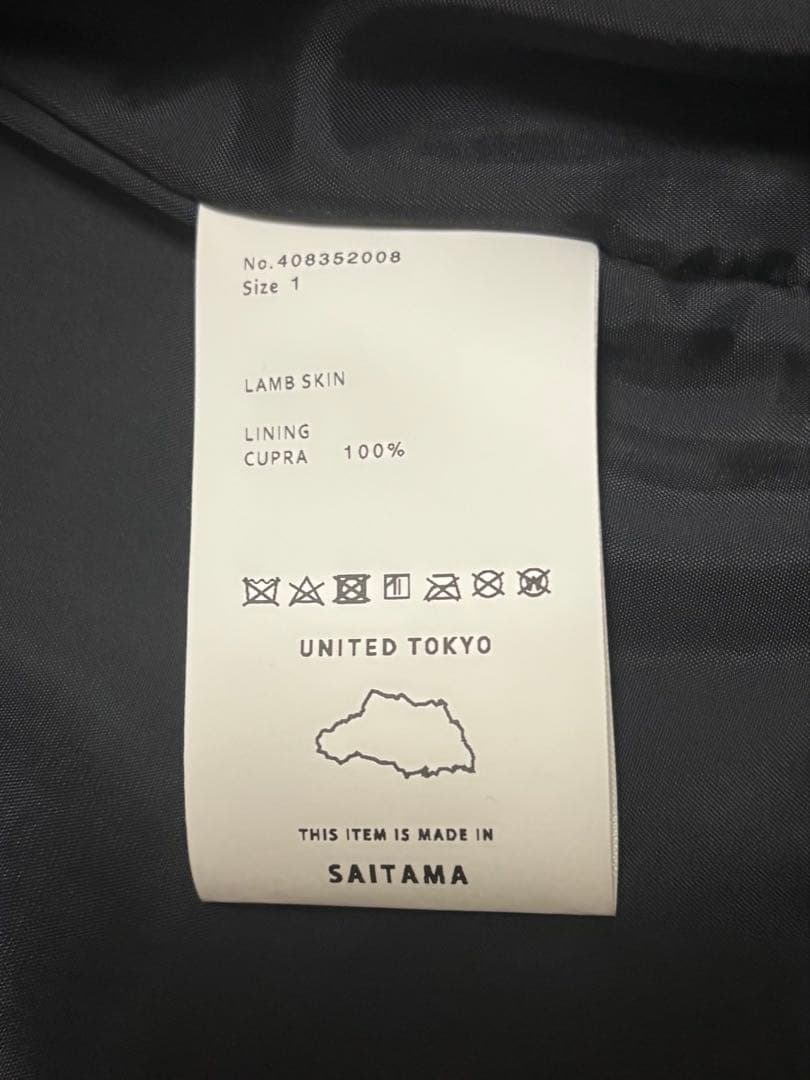 No.408352008
Size 1
LAMB SKIN
LINING
CUPRA 100%
UNITED TOKYO
THIS ITEM IS MADE IN
SAITAMA